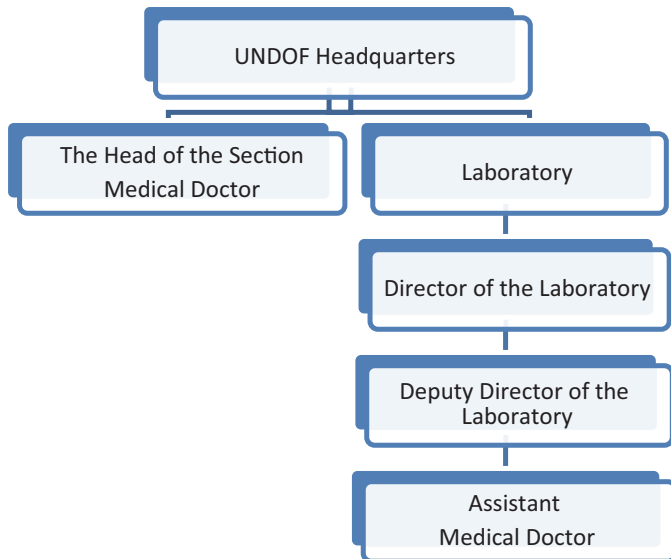 UNDOF Headquarters
The Head of the Section
Medical Doctor
Laboratory
Director of the Laboratory
Deputy Director of the
Laboratory
Assistant
Medical Doctor